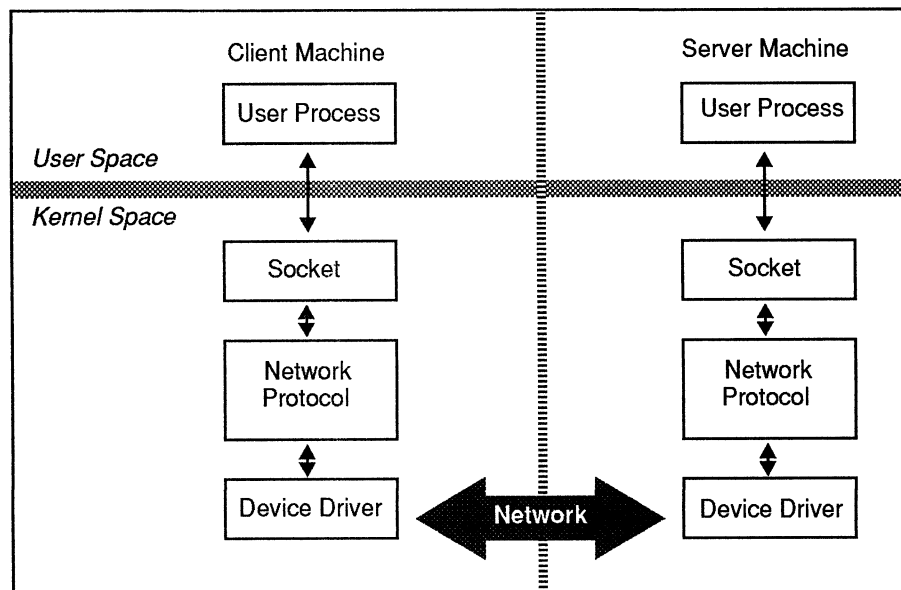 Client Machine
Server Machine
User Process
User Process
User Space
Kernel Space
Socket
Socket
Network
Protocol
Network
Protocol
Device Driver
Network
Device Driver